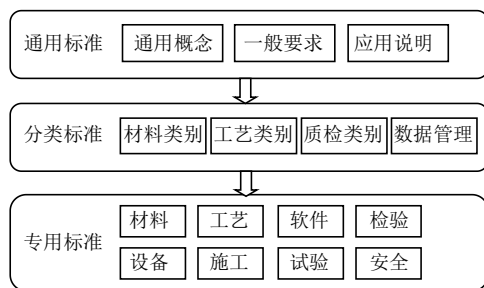 通用标准 通用概念 一般要求 应用说明
分类标准 材料类别 工艺类别 质检类别 数据管理
专用标准
材料 工艺 软件 检验
设备 施工 试验 安全